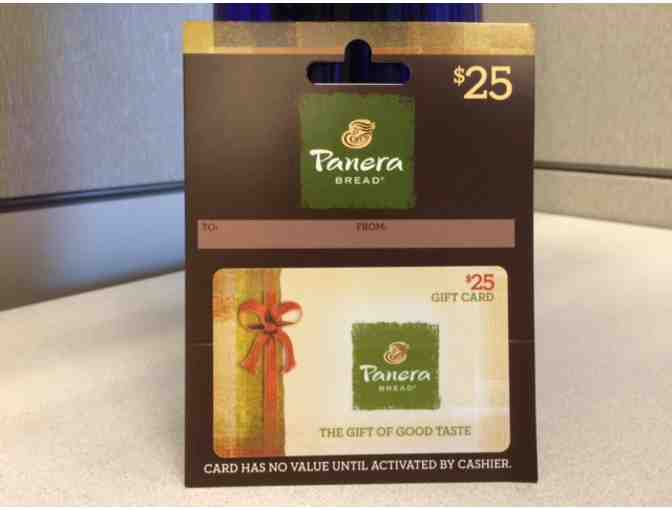 $25
Panera
BREAD®
TO: FROM:
$25
GIFT CARD
Panera
BREAD®
THE GIFT OF GOOD TASTE
CARD HAS NO VALUE UNTIL ACTIVATED BY CASHIER.